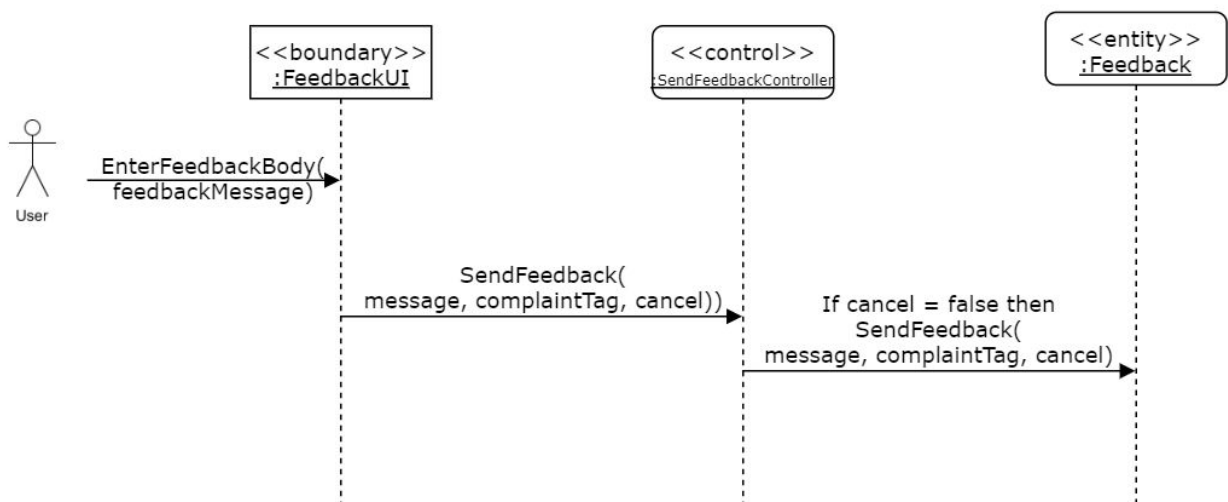 <<boundary>>
:FeedbackUI
<<control>>
:SendFeedbackController
<<entity>>
:Feedback
User
EnterFeedbackBody(
feedbackMessage)
SendFeedback(
message, complaintTag, cancel))
If cancel = false then
SendFeedback(
message, complaintTag, cancel)